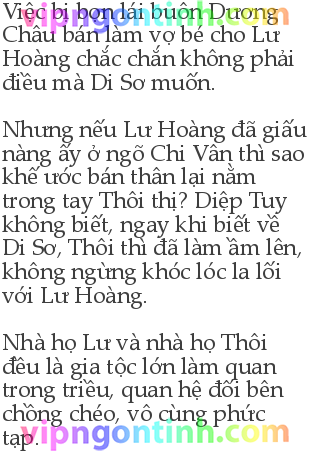 Việc bị bọn lái buôn Dương
vipngontinh.com
Châu bán làm vợ bé cho Lư
Hoàng chắc chắn không phải
điều mà Di Sơ muốn.
Nhưng nếu Lư Hoàng đã giấu
nàng ấy ở ngõ Chi Vân thì sao
khế ước bán thân lại nằm
trong tay Thôi thị? Diệp Tuy
không biết, ngay khi biết về
Di Sơ, Thôi thì đã làm ầm lên,
không ngừng khóc lóc la lối
với Lư Hoàng.
Nhà họ Lư và nhà họ Thôi
đều là gia tộc lớn làm quan
trong triều, quan hệ đối bên
chồng chéo, vô cùng phức
tạp.
vipngontinh.com